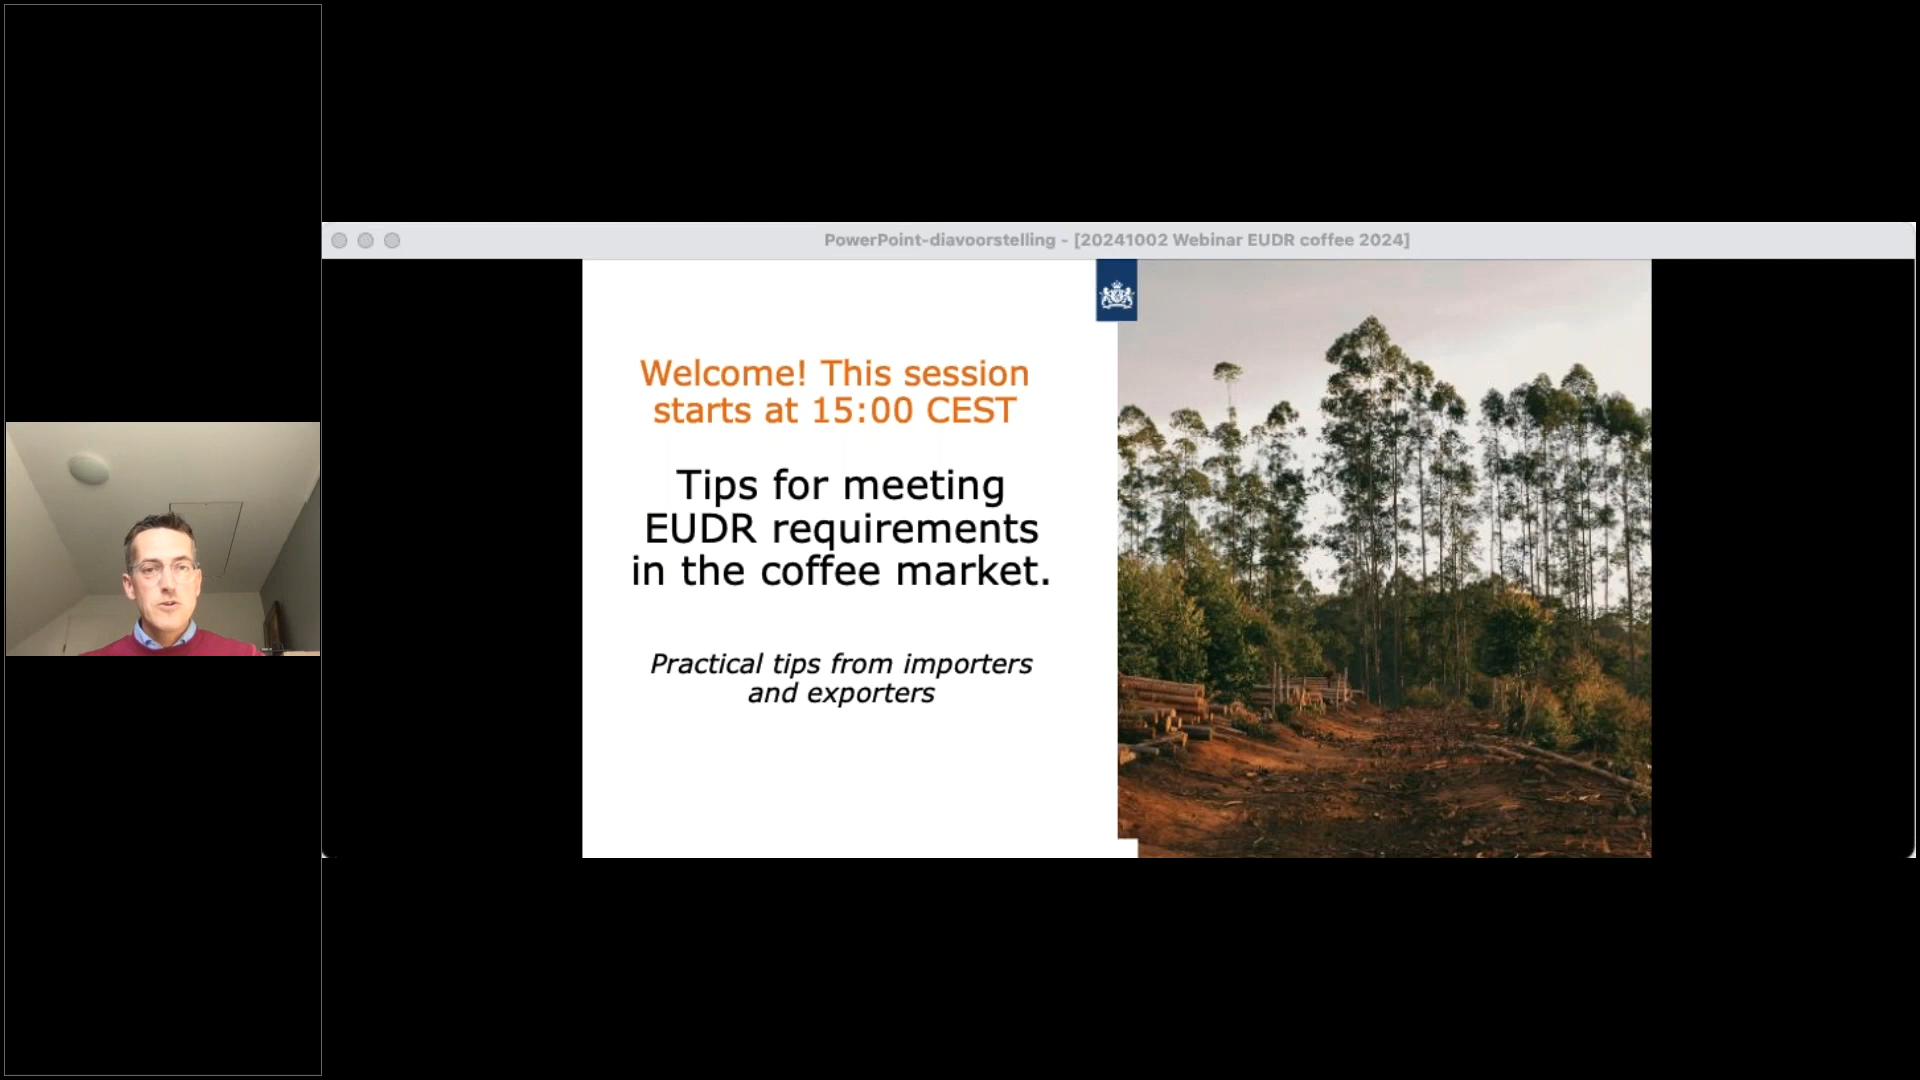 PowerPoint-diavoorstelling - [20241002 Webinar EUDR coffee 2024]
Welcome! This session
starts at 15:00 CEST
Tips for meeting
EUDR requirements
in the coffee market.
Practical tips from importers
and exporters